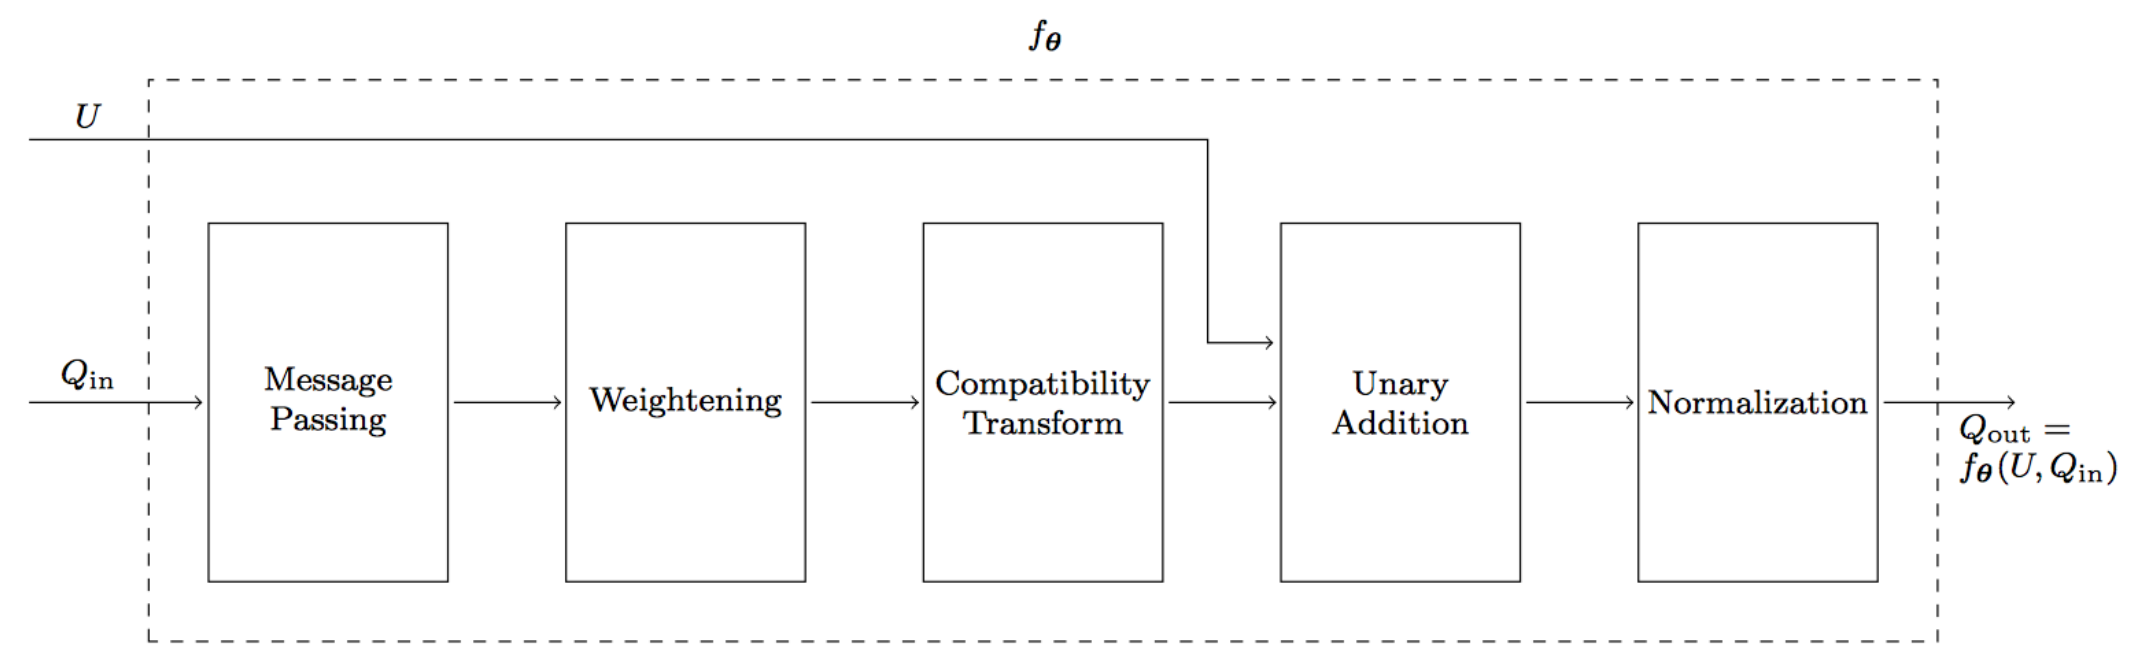 f_θ
U
Q_in
Message
Passing
Weightening
Compatibility
Transform
Unary
Addition
Normalization
Q_out =
f_θ(U, Q_in)